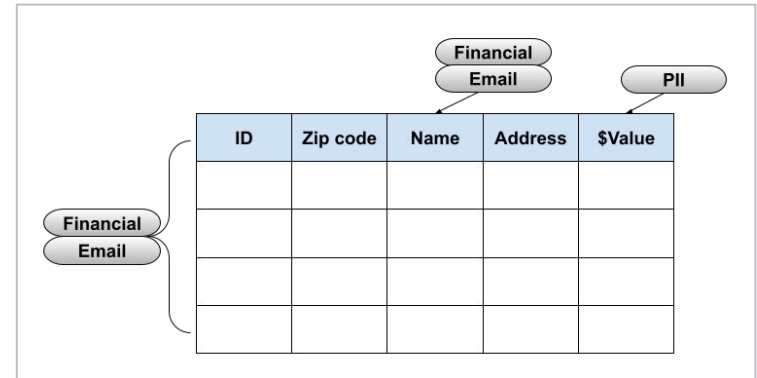 Financial
Email
PII
ID Zip code Name Address $Value
Financial
Email